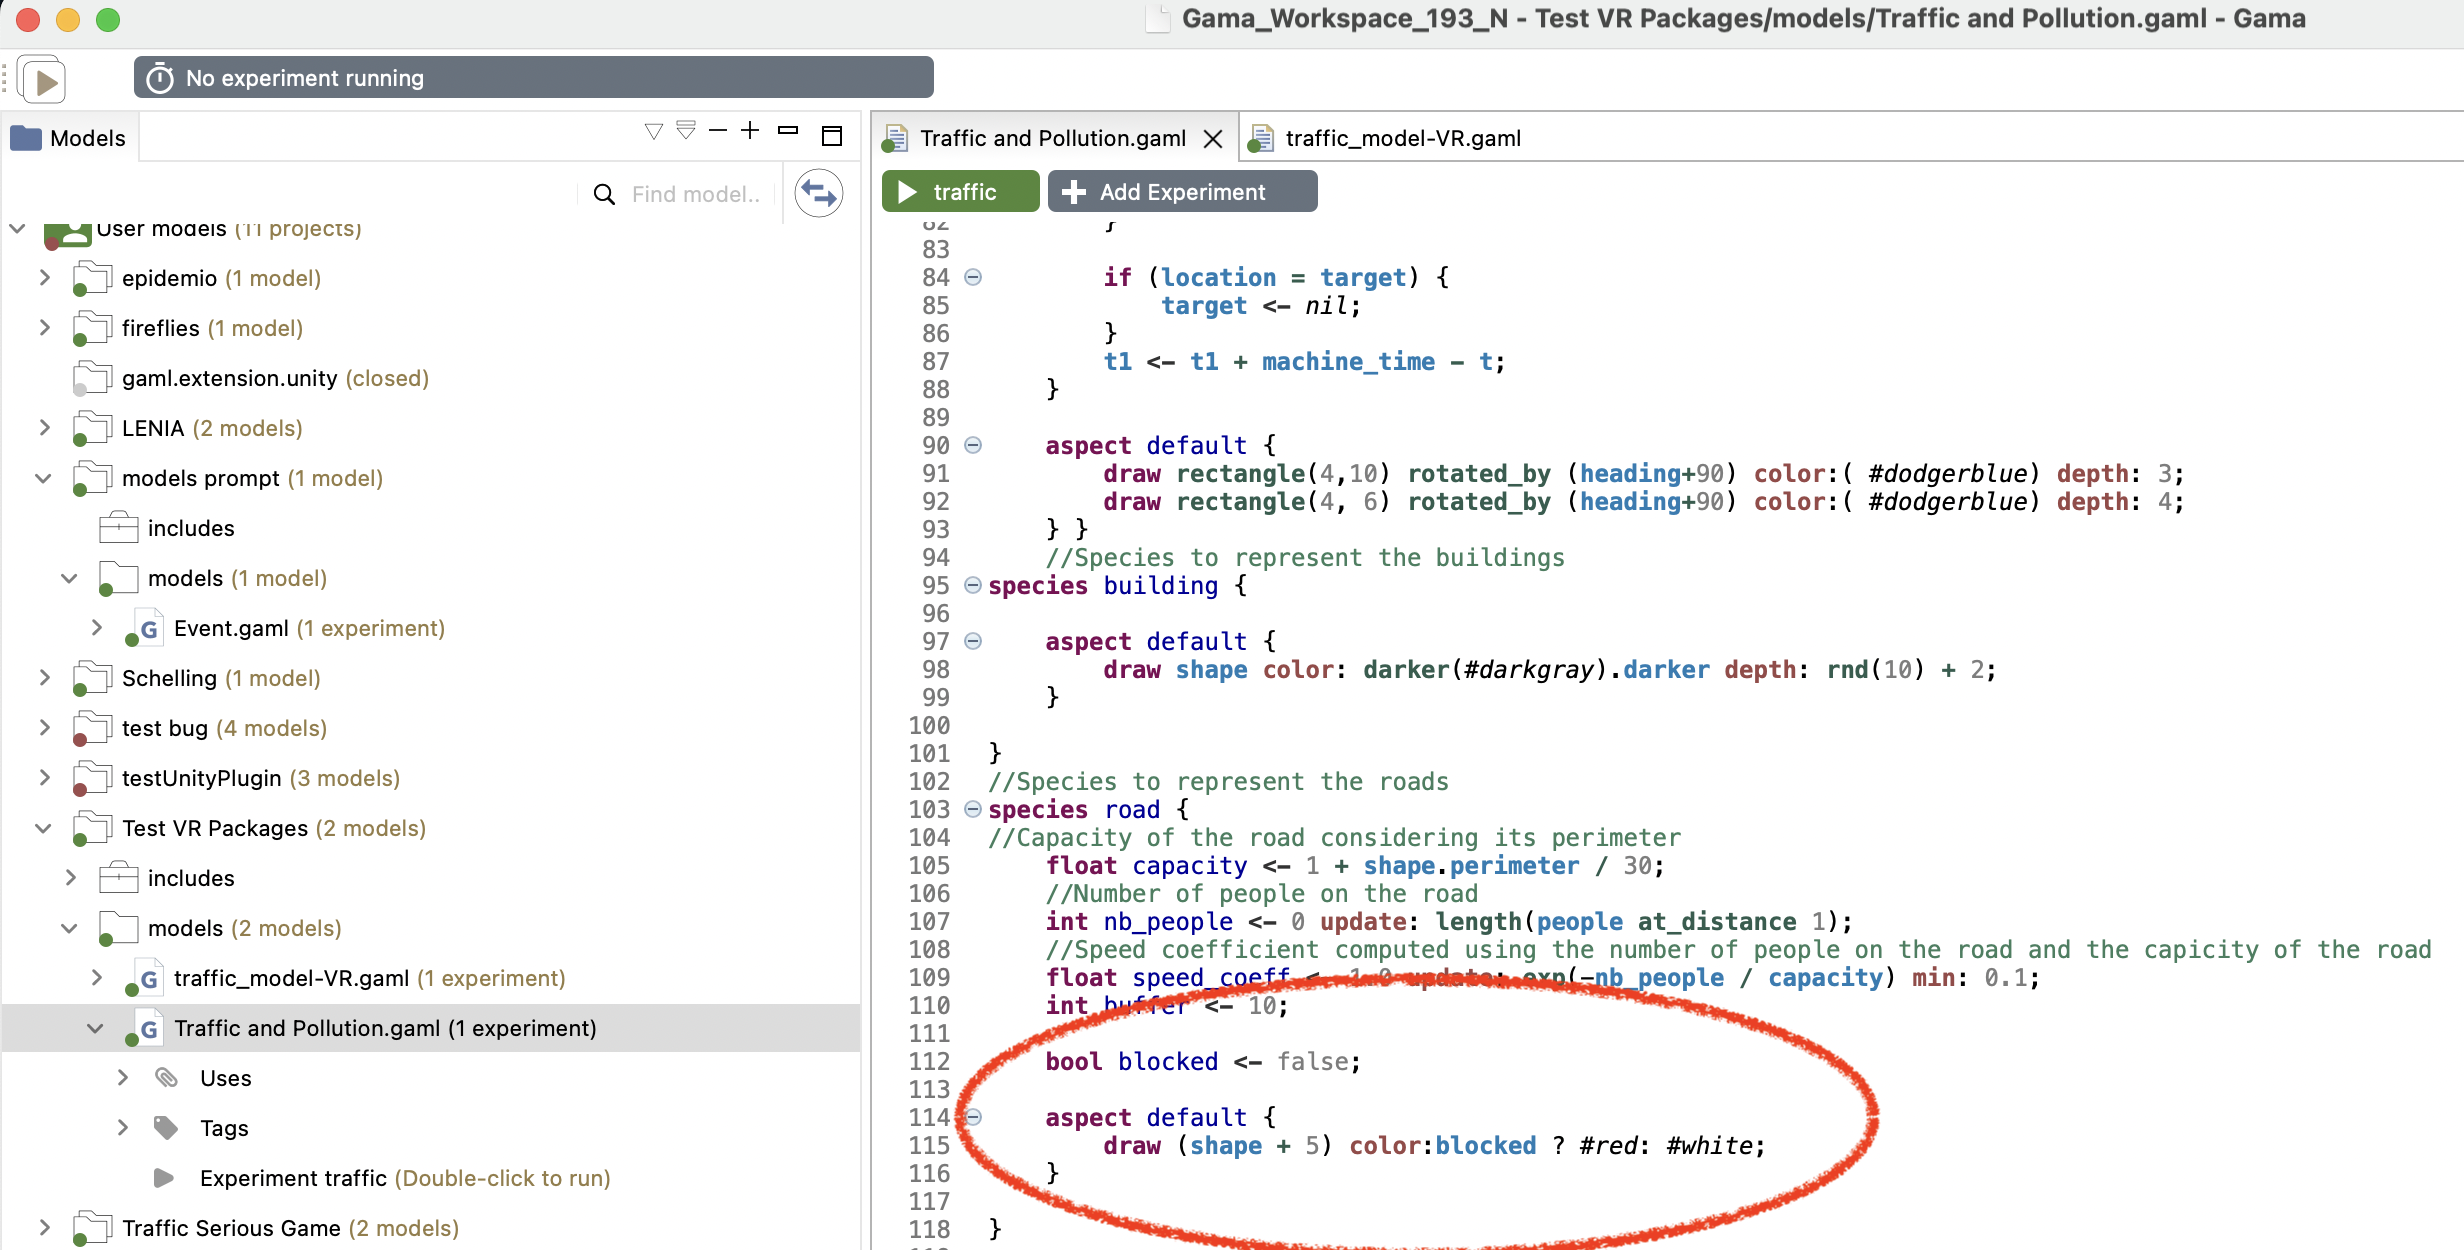 Gama_Workspace_193_N - Test VR Packages/models/Traffic and Pollution.gaml - Gama
No experiment running
Models
Find model..
User models (11 projects)
epidemio (1 model)
fireflies (1 model)
gaml.extension.unity (closed)
LENIA (2 models)
models prompt (1 model)
includes
models (1 model)
G Event.gaml (1 experiment)
Schelling (1 model)
test bug (4 models)
testUnityPlugin (3 models)
Test VR Packages (2 models)
includes
models (2 models)
G traffic_model-VR.gaml (1 experiment)
G Traffic and Pollution.gaml (1 experiment)
Uses
Tags
Experiment traffic (Double-click to run)
Traffic Serious Game (2 models)
Traffic and Pollution.gaml
traffic_model-VR.gaml
traffic
Add Experiment
82 }
83
84 if (location = target) {
85 target <- nil;
86 }
87 t1 <- t1 + machine_time - t;
88 }
89
90 aspect default {
91 draw rectangle(4,10) rotated_by (heading+90) color:( #dodgerblue) depth: 3;
92 draw rectangle(4, 6) rotated_by (heading+90) color:( #dodgerblue) depth: 4;
93 } }
94 //Species to represent the buildings
95 species building {
96
97 aspect default {
98 draw shape color: darker(#darkgray).darker depth: rnd(10) + 2;
99 }
100
101 }
102 //Species to represent the roads
103 species road {
104 //Capacity of the road considering its perimeter
105 float capacity <- 1 + shape.perimeter / 30;
106 //Number of people on the road
107 int nb_people <- 0 update: length(people at_distance 1);
108 //Speed coefficient computed using the number of people on the road and the capicity of the road
109 float speed_coeff <- 1.0 update: exp(-nb_people / capacity) min: 0.1;
110 int buffer <- 10;
111
112 bool blocked <- false;
113
114 aspect default {
115 draw (shape + 5) color:blocked ? #red: #white;
116 }
117
118 }